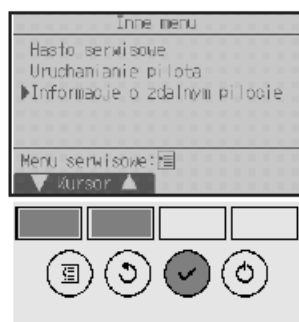 Inne menu
Hasło serwisowe
Uruchamianie pilota
Informacje o zdalnym pilocie
Menu serwisowe:
Kursor